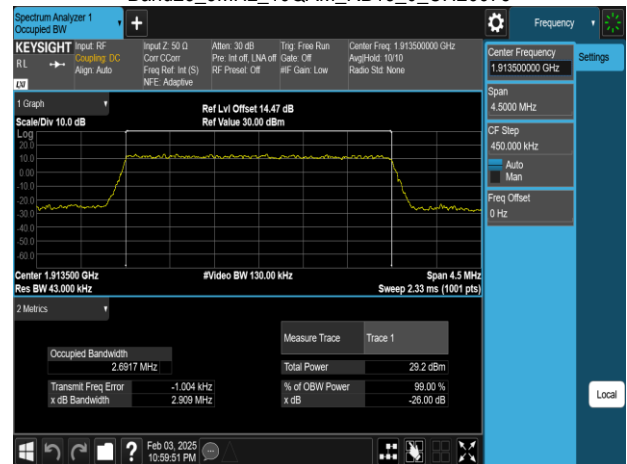 Spectrum Analyzer 1
Occupied BW
Frequency
KEYSIGHT
RL
LXI
Input: RF
Coupling: DC
Align: Auto
Input Z: 50 Ω
Corr CCorr
Freq Ref: Int (S)
NFE: Adaptive
Atten: 30 dB
Pre: Int off, LNA off
RF Preset: Off
Trig: Free Run
Gate: Off
#IF Gain: Low
Center Freq: 1.913500000 GHz
Avg|Hold: 10/10
Radio Std: None
Center Frequency
1.913500000 GHz
Settings
Span
4.5000 MHz
CF Step
450.000 kHz
Auto
Man
Freq Offset
0 Hz
1 Graph
Scale/Div 10.0 dB
Ref Lvl Offset 14.47 dB
Ref Value 30.00 dBm
Log
20.0
10.0
0.00
-10.0
-20.0
-30.0
-40.0
-50.0
-60.0
Center 1.913500 GHz
Res BW 43.000 kHz
#Video BW 130.00 kHz
Span 4.5 MHz
Sweep 2.33 ms (1001 pts)
2 Metrics
Measure Trace Trace 1
Occupied Bandwidth
2.6917 MHz
Total Power 29.2 dBm
Transmit Freq Error -1.004 kHz
% of OBW Power 99.00 %
x dB Bandwidth 2.909 MHz
x dB -26.00 dB
Local
Feb 03, 2025
10:59:51 PM